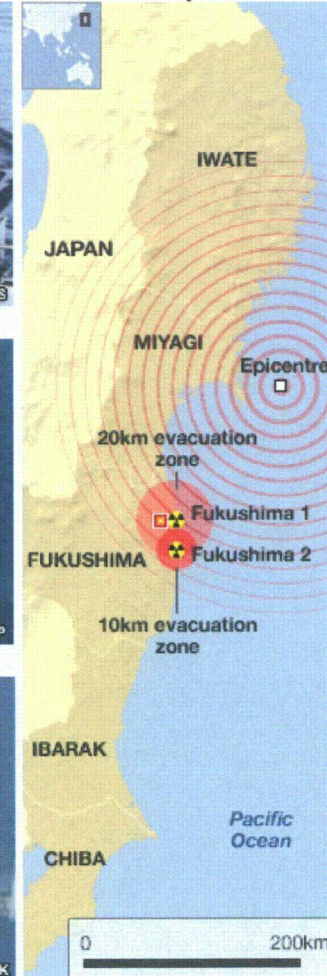 IWATE
JAPAN
S
MIYAGI
Epicentre
20km evacuation
zone
Fukushima 1
FUKUSHIMA
Fukushima 2
10km evacuation
zone
P
IBARAK
Pacific
Ocean
CHIBA
0 200km
K